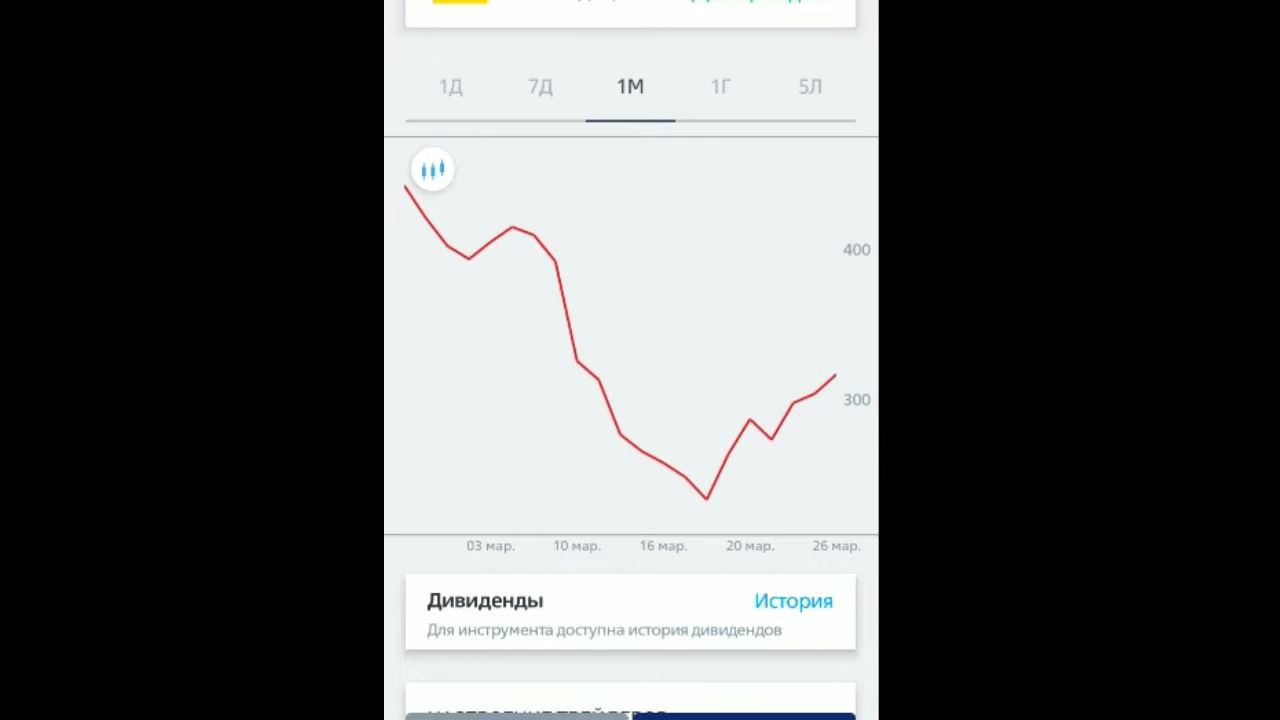 1Д 7Д 1М 1Г 5Л
400
300
03 мар. 10 мар. 16 мар. 20 мар. 26 мар.
Дивиденды История
Для инструмента доступна история дивидендов